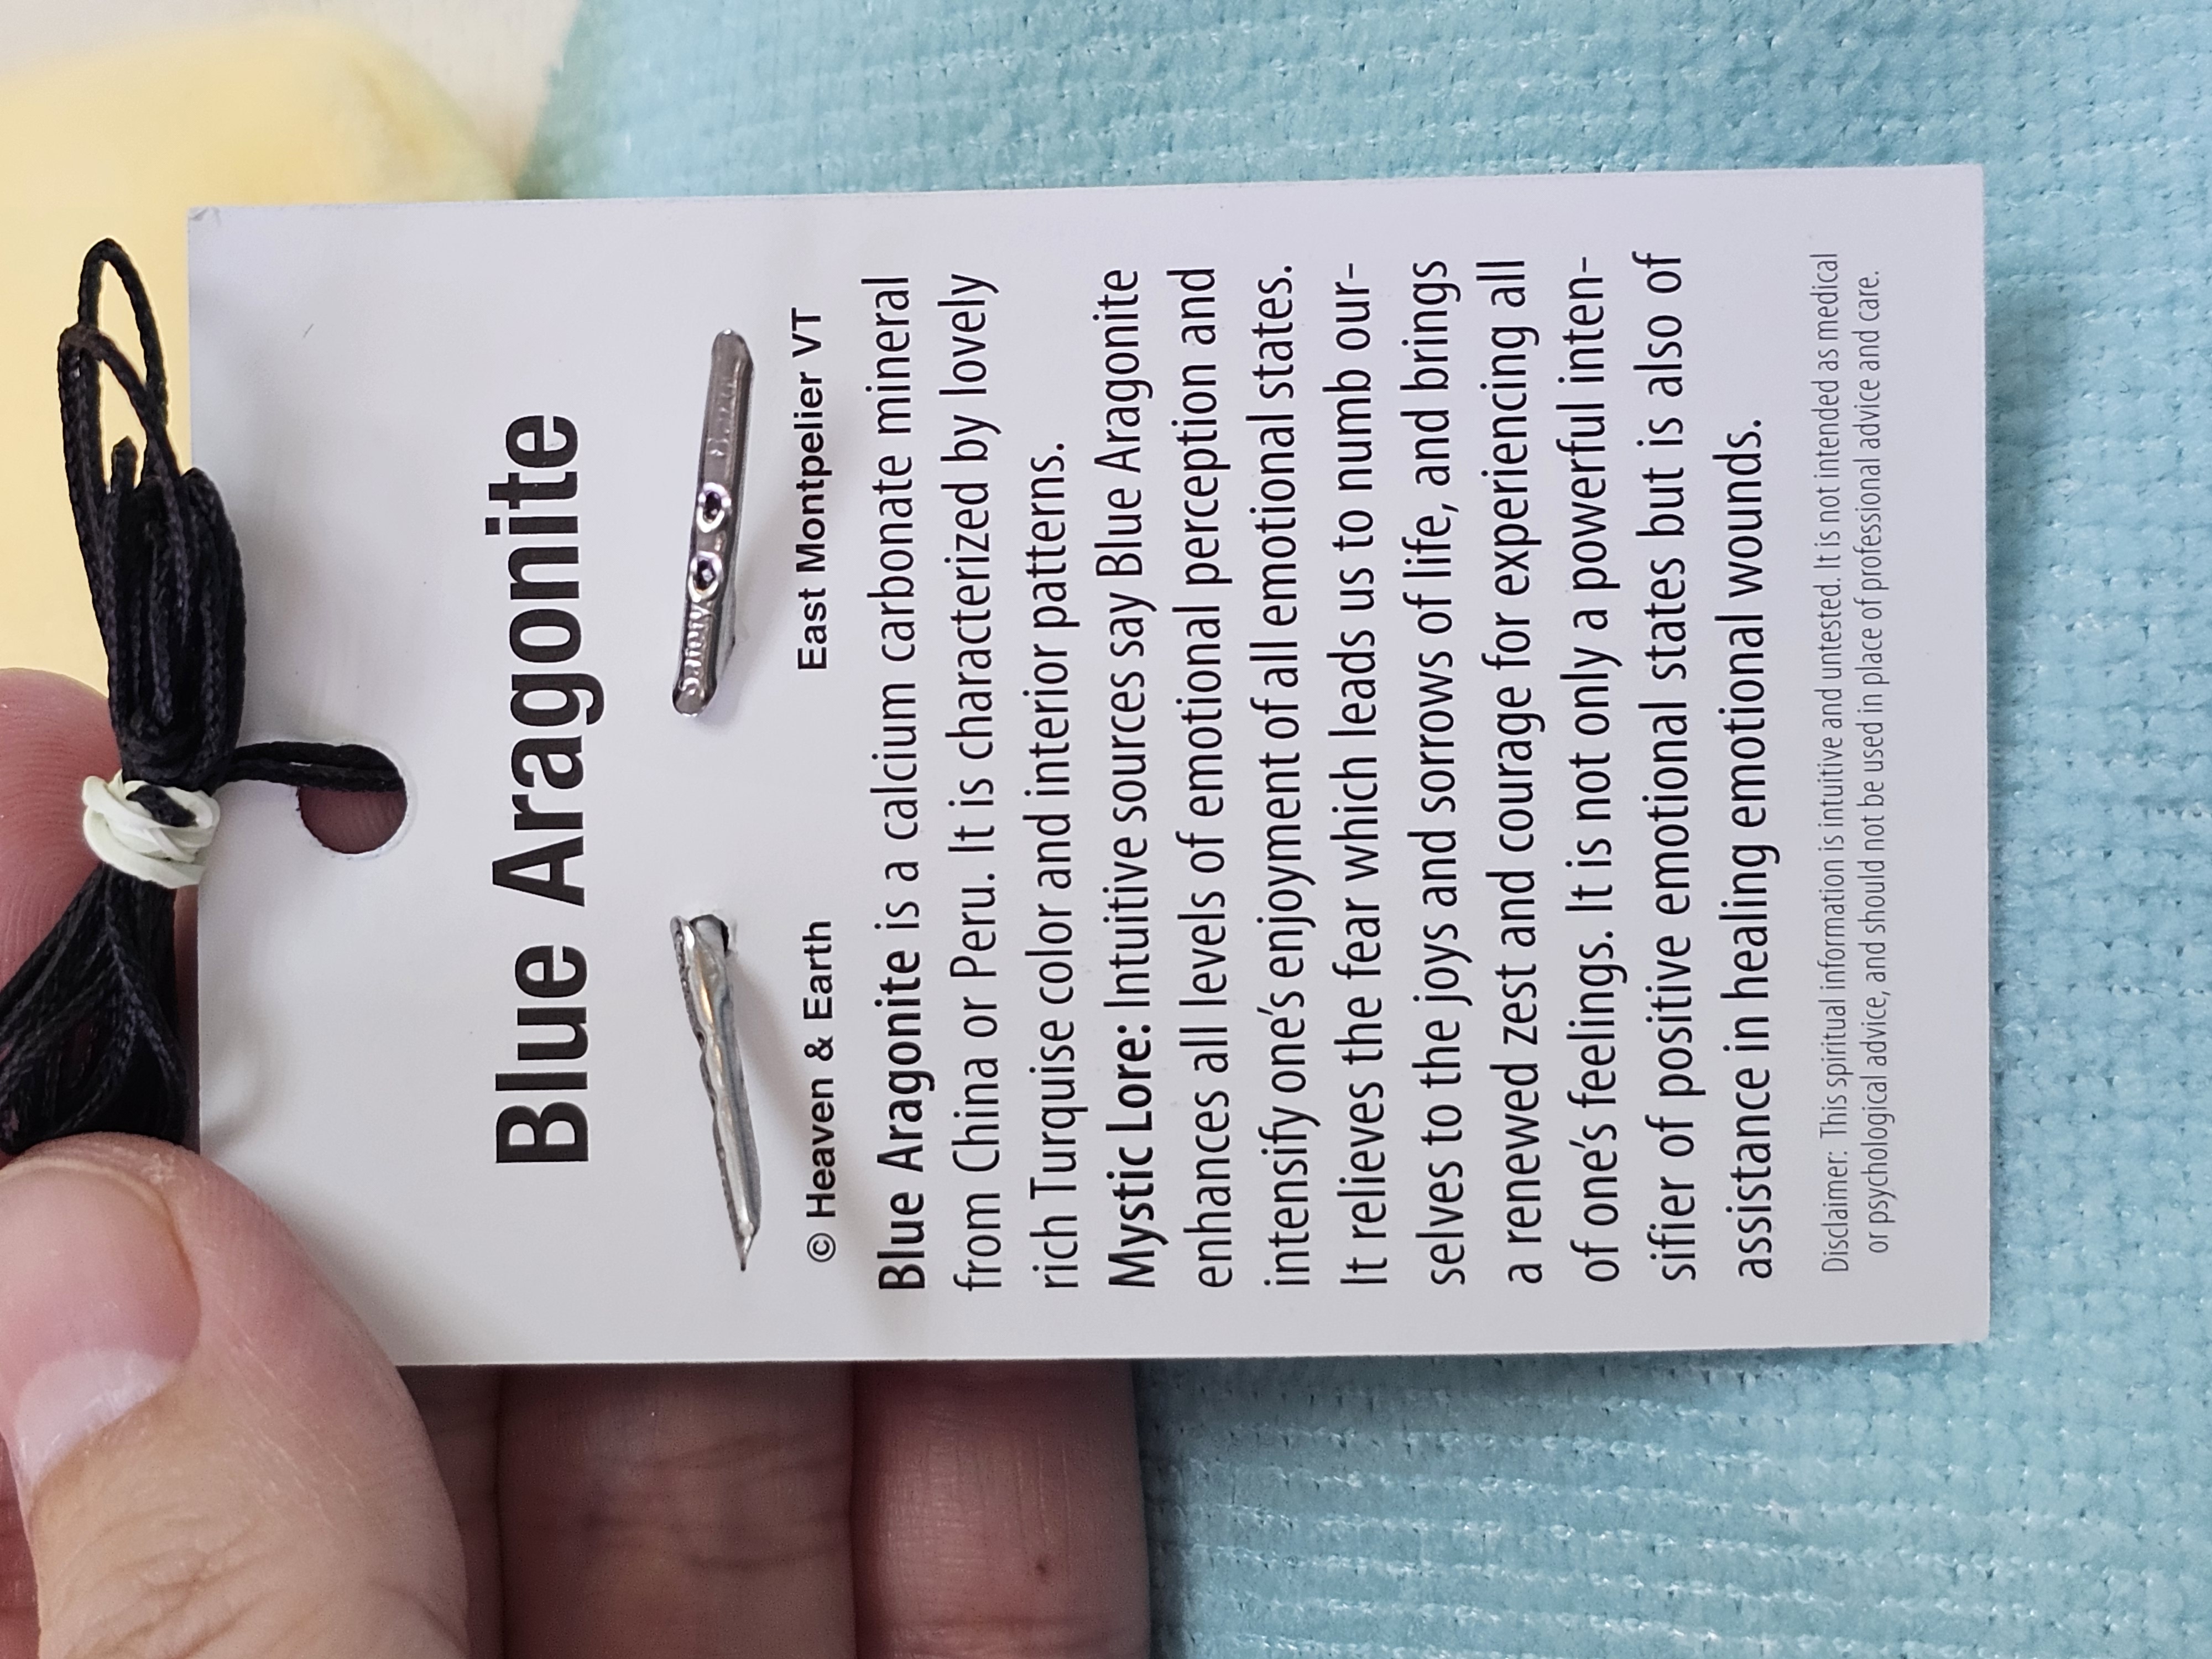 Blue Aragonite
© Heaven & Earth East Montpelier VT
Blue Aragonite is a calcium carbonate mineral
from China or Peru. It is characterized by lovely
rich Turquise color and interior patterns.
Mystic Lore: Intuitive sources say Blue Aragonite
enhances all levels of emotional perception and
intensify one's enjoyment of all emotional states.
It relieves the fear which leads us to numb our-
selves to the joys and sorrows of life, and brings
a renewed zest and courage for experiencing all
of one's feelings. It is not only a powerful inten-
sifier of positive emotional states but is also of
assistance in healing emotional wounds.
Disclaimer: This spiritual information is intuitive and untested. It is not intended as medical
or psychological advice, and should not be used in place of professional advice and care.